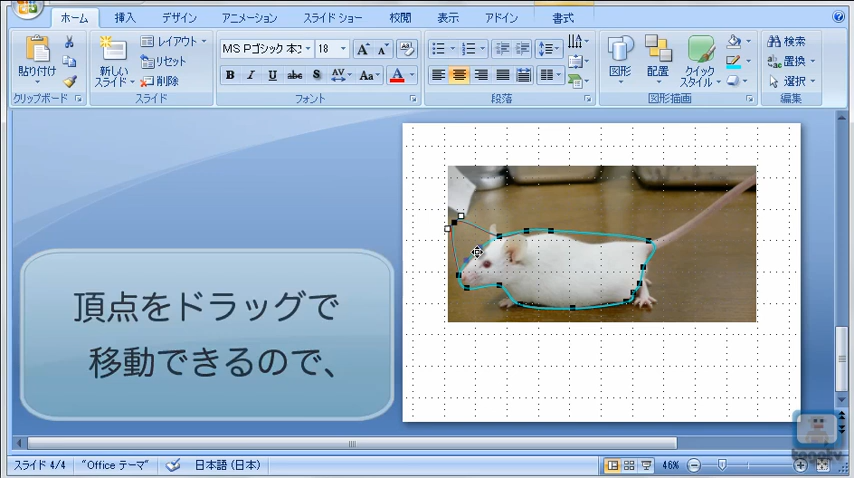 ホーム 挿入 デザイン アニメーション スライド ショー 校閲 表示 アドイン 書式
貼り付け
クリップボード
新しい
スライド
レイアウト
リセット
削除
スライド
MS Pゴシック 本文
18
B I U abc S AV Aa A
フォント
段落
図形
配置
クイック
スタイル
図形描画
検索
置換
選択
編集
頂点をドラッグで
移動できるので、
togotv
スライド 4/4 "Office テーマ" 日本語 (日本) 46%